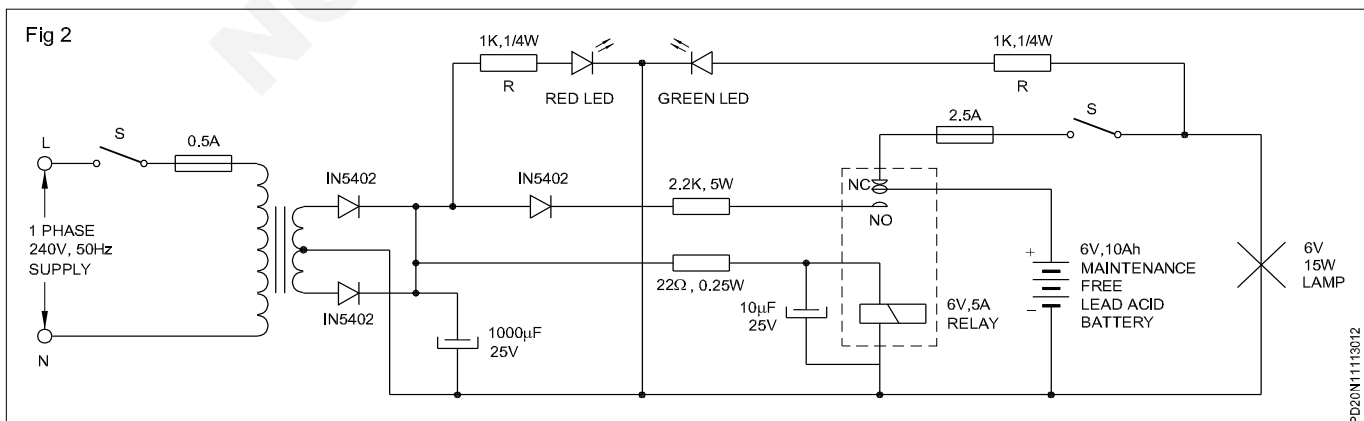 Fig 2
1K,1/4W
R
RED LED
GREEN LED
1K,1/4W
R
2.5A
S
L
S
0.5A
1 PHASE
240V, 50Hz
SUPPLY
N
IN5402
IN5402
IN5402
2.2K, 5W
NC
NO
22Ω, 0.25W
1000µF
25V
10µF
25V
6V,5A
RELAY
+
6V,10Ah
MAINTENANCE
FREE
LEAD ACID
BATTERY
−
6V
15W
LAMP
PD20N11113012